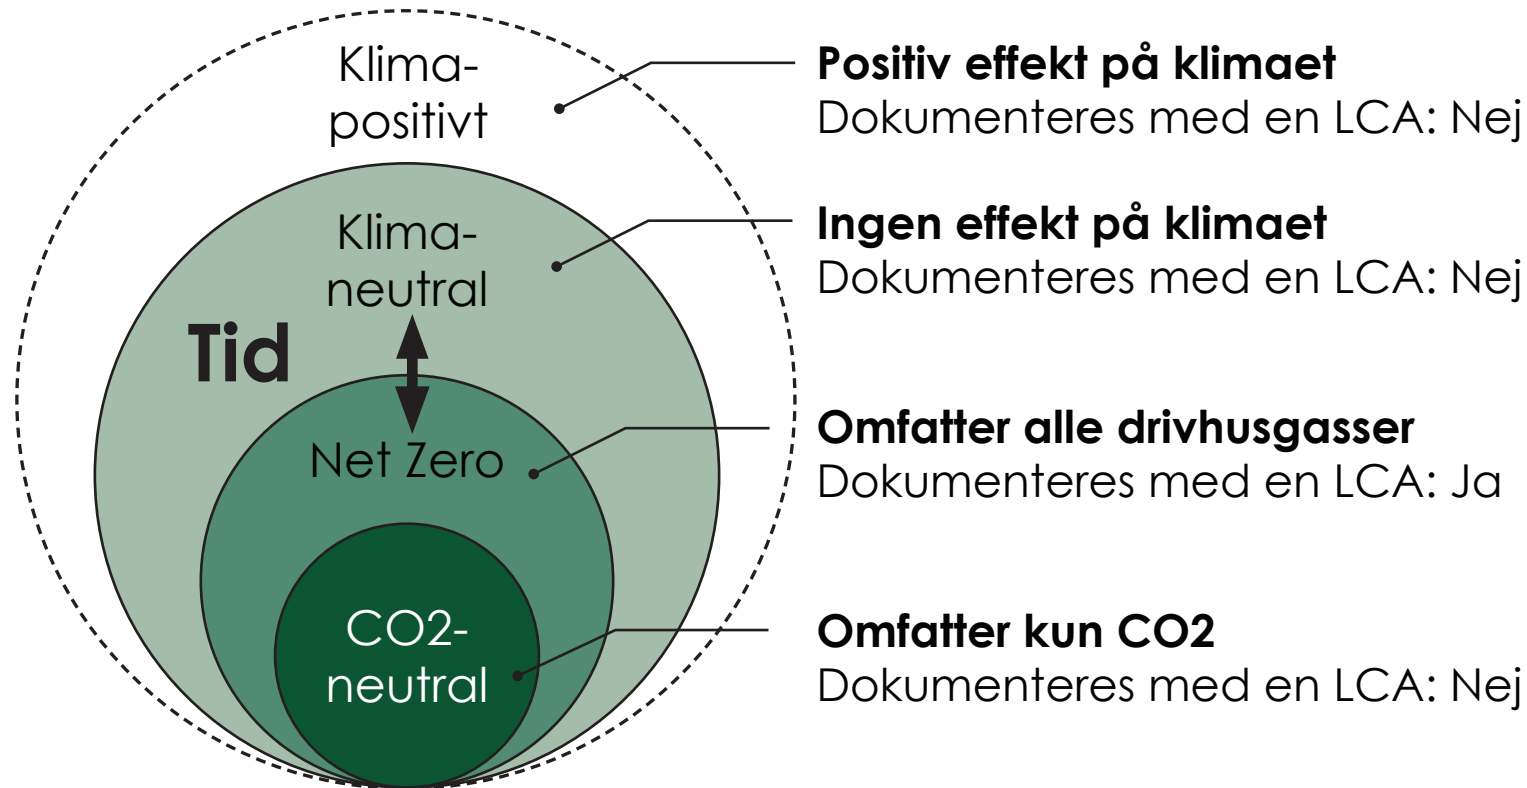 Klima-
positivt
Positiv effekt på klimaet
Dokumenteres med en LCA: Nej
Klima-
neutral
Ingen effekt på klimaet
Dokumenteres med en LCA: Nej
Tid
Net Zero
Omfatter alle drivhusgasser
Dokumenteres med en LCA: Ja
CO2-
neutral
Omfatter kun CO2
Dokumenteres med en LCA: Nej